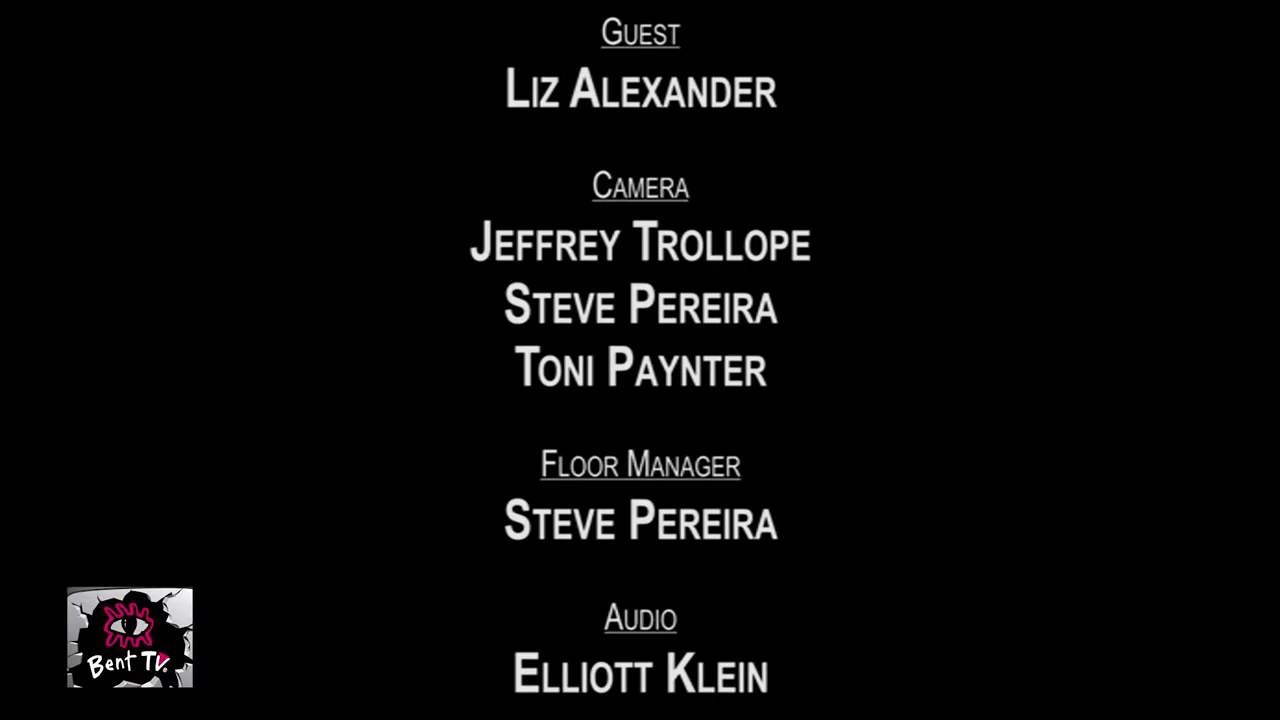 GUEST
LIZ ALEXANDER
CAMERA
JEFFREY TROLLOPE
STEVE PEREIRA
TONI PAYNTER
FLOOR MANAGER
STEVE PEREIRA
AUDIO
ELLIOTT KLEIN
Bent TV.